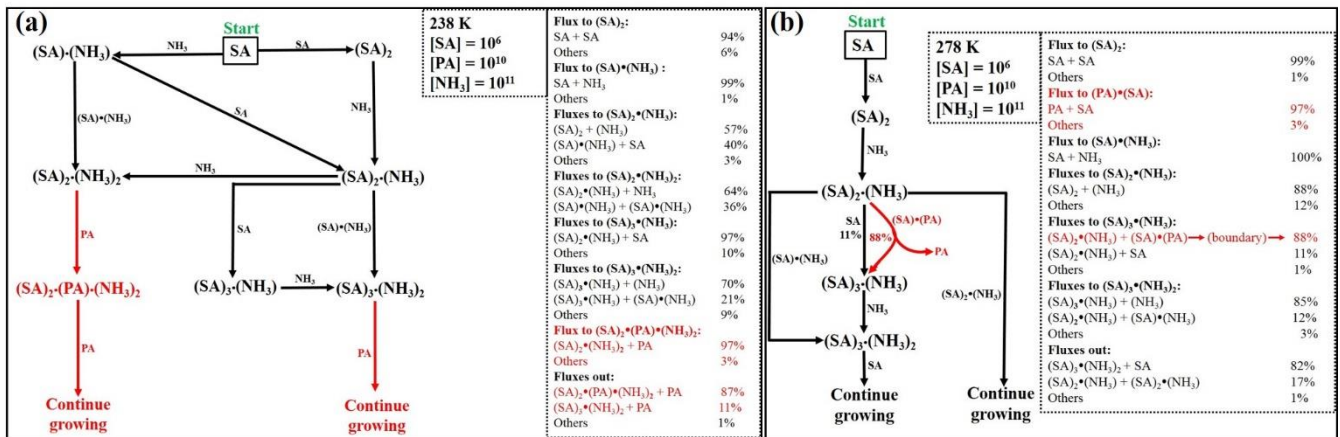 (a)
Start
SA
NH₃
SA
(SA)·(NH₃)
(SA)₂
(SA)•(NH₃)
SA
NH₃
(SA)₂·(NH₃)₂
NH₃
(SA)₂·(NH₃)
PA
SA
(SA)•(NH₃)
(SA)₂·(PA)·(NH₃)₂
(SA)₃·(NH₃)
NH₃
(SA)₃·(NH₃)₂
PA
PA
Continue
growing
Continue
growing
238 K
[SA] = 10⁶
[PA] = 10¹⁰
[NH₃] = 10¹¹
Flux to (SA)₂:
SA + SA 94%
Others 6%
Flux to (SA)•(NH₃) :
SA + NH₃ 99%
Others 1%
Fluxes to (SA)₂•(NH₃):
(SA)₂ + (NH₃) 57%
(SA)•(NH₃) + SA 40%
Others 3%
Fluxes to (SA)₂•(NH₃)₂:
(SA)₂•(NH₃) + NH₃ 64%
(SA)•(NH₃) + (SA)•(NH₃) 36%
Fluxes to (SA)₃•(NH₃):
(SA)₂•(NH₃) + SA 97%
Others 10%
Fluxes to (SA)₃•(NH₃)₂:
(SA)₃•(NH₃) + (NH₃) 70%
(SA)₃•(NH₃) + (SA)•(NH₃) 21%
Others 9%
Flux to (SA)₂•(PA)•(NH₃)₂:
(SA)₂•(NH₃)₂ + PA 97%
Others 3%
Fluxes out:
(SA)₂•(PA)•(NH₃)₂ + PA 87%
(SA)₃•(NH₃)₂ + PA 11%
Others 1%
(b)
Start
SA
SA
(SA)₂
NH₃
(SA)₂·(NH₃)
SA
11%
(SA)•(PA)
88%
PA
(SA)•(NH₃)
(SA)₂•(NH₃)
(SA)₃·(NH₃)
NH₃
(SA)₃·(NH₃)₂
SA
Continue
growing
Continue
growing
278 K
[SA] = 10⁶
[PA] = 10¹⁰
[NH₃] = 10¹¹
Flux to (SA)₂:
SA + SA 99%
Others 1%
Flux to (PA)•(SA):
PA + SA 97%
Others 3%
Flux to (SA)•(NH₃):
SA + NH₃ 100%
Fluxes to (SA)₂•(NH₃):
(SA)₂ + (NH₃) 88%
Others 12%
Fluxes to (SA)₃•(NH₃):
(SA)₂•(NH₃) + (SA)•(PA) → (boundary) → 88%
(SA)₂•(NH₃) + SA 11%
Others 1%
Fluxes to (SA)₃•(NH₃)₂:
(SA)₃•(NH₃) + (NH₃) 85%
(SA)₂•(NH₃) + (SA)•(NH₃) 12%
Others 3%
Fluxes out:
(SA)₃•(NH₃)₂ + SA 82%
(SA)₂•(NH₃) + (SA)₂•(NH₃) 17%
Others 1%